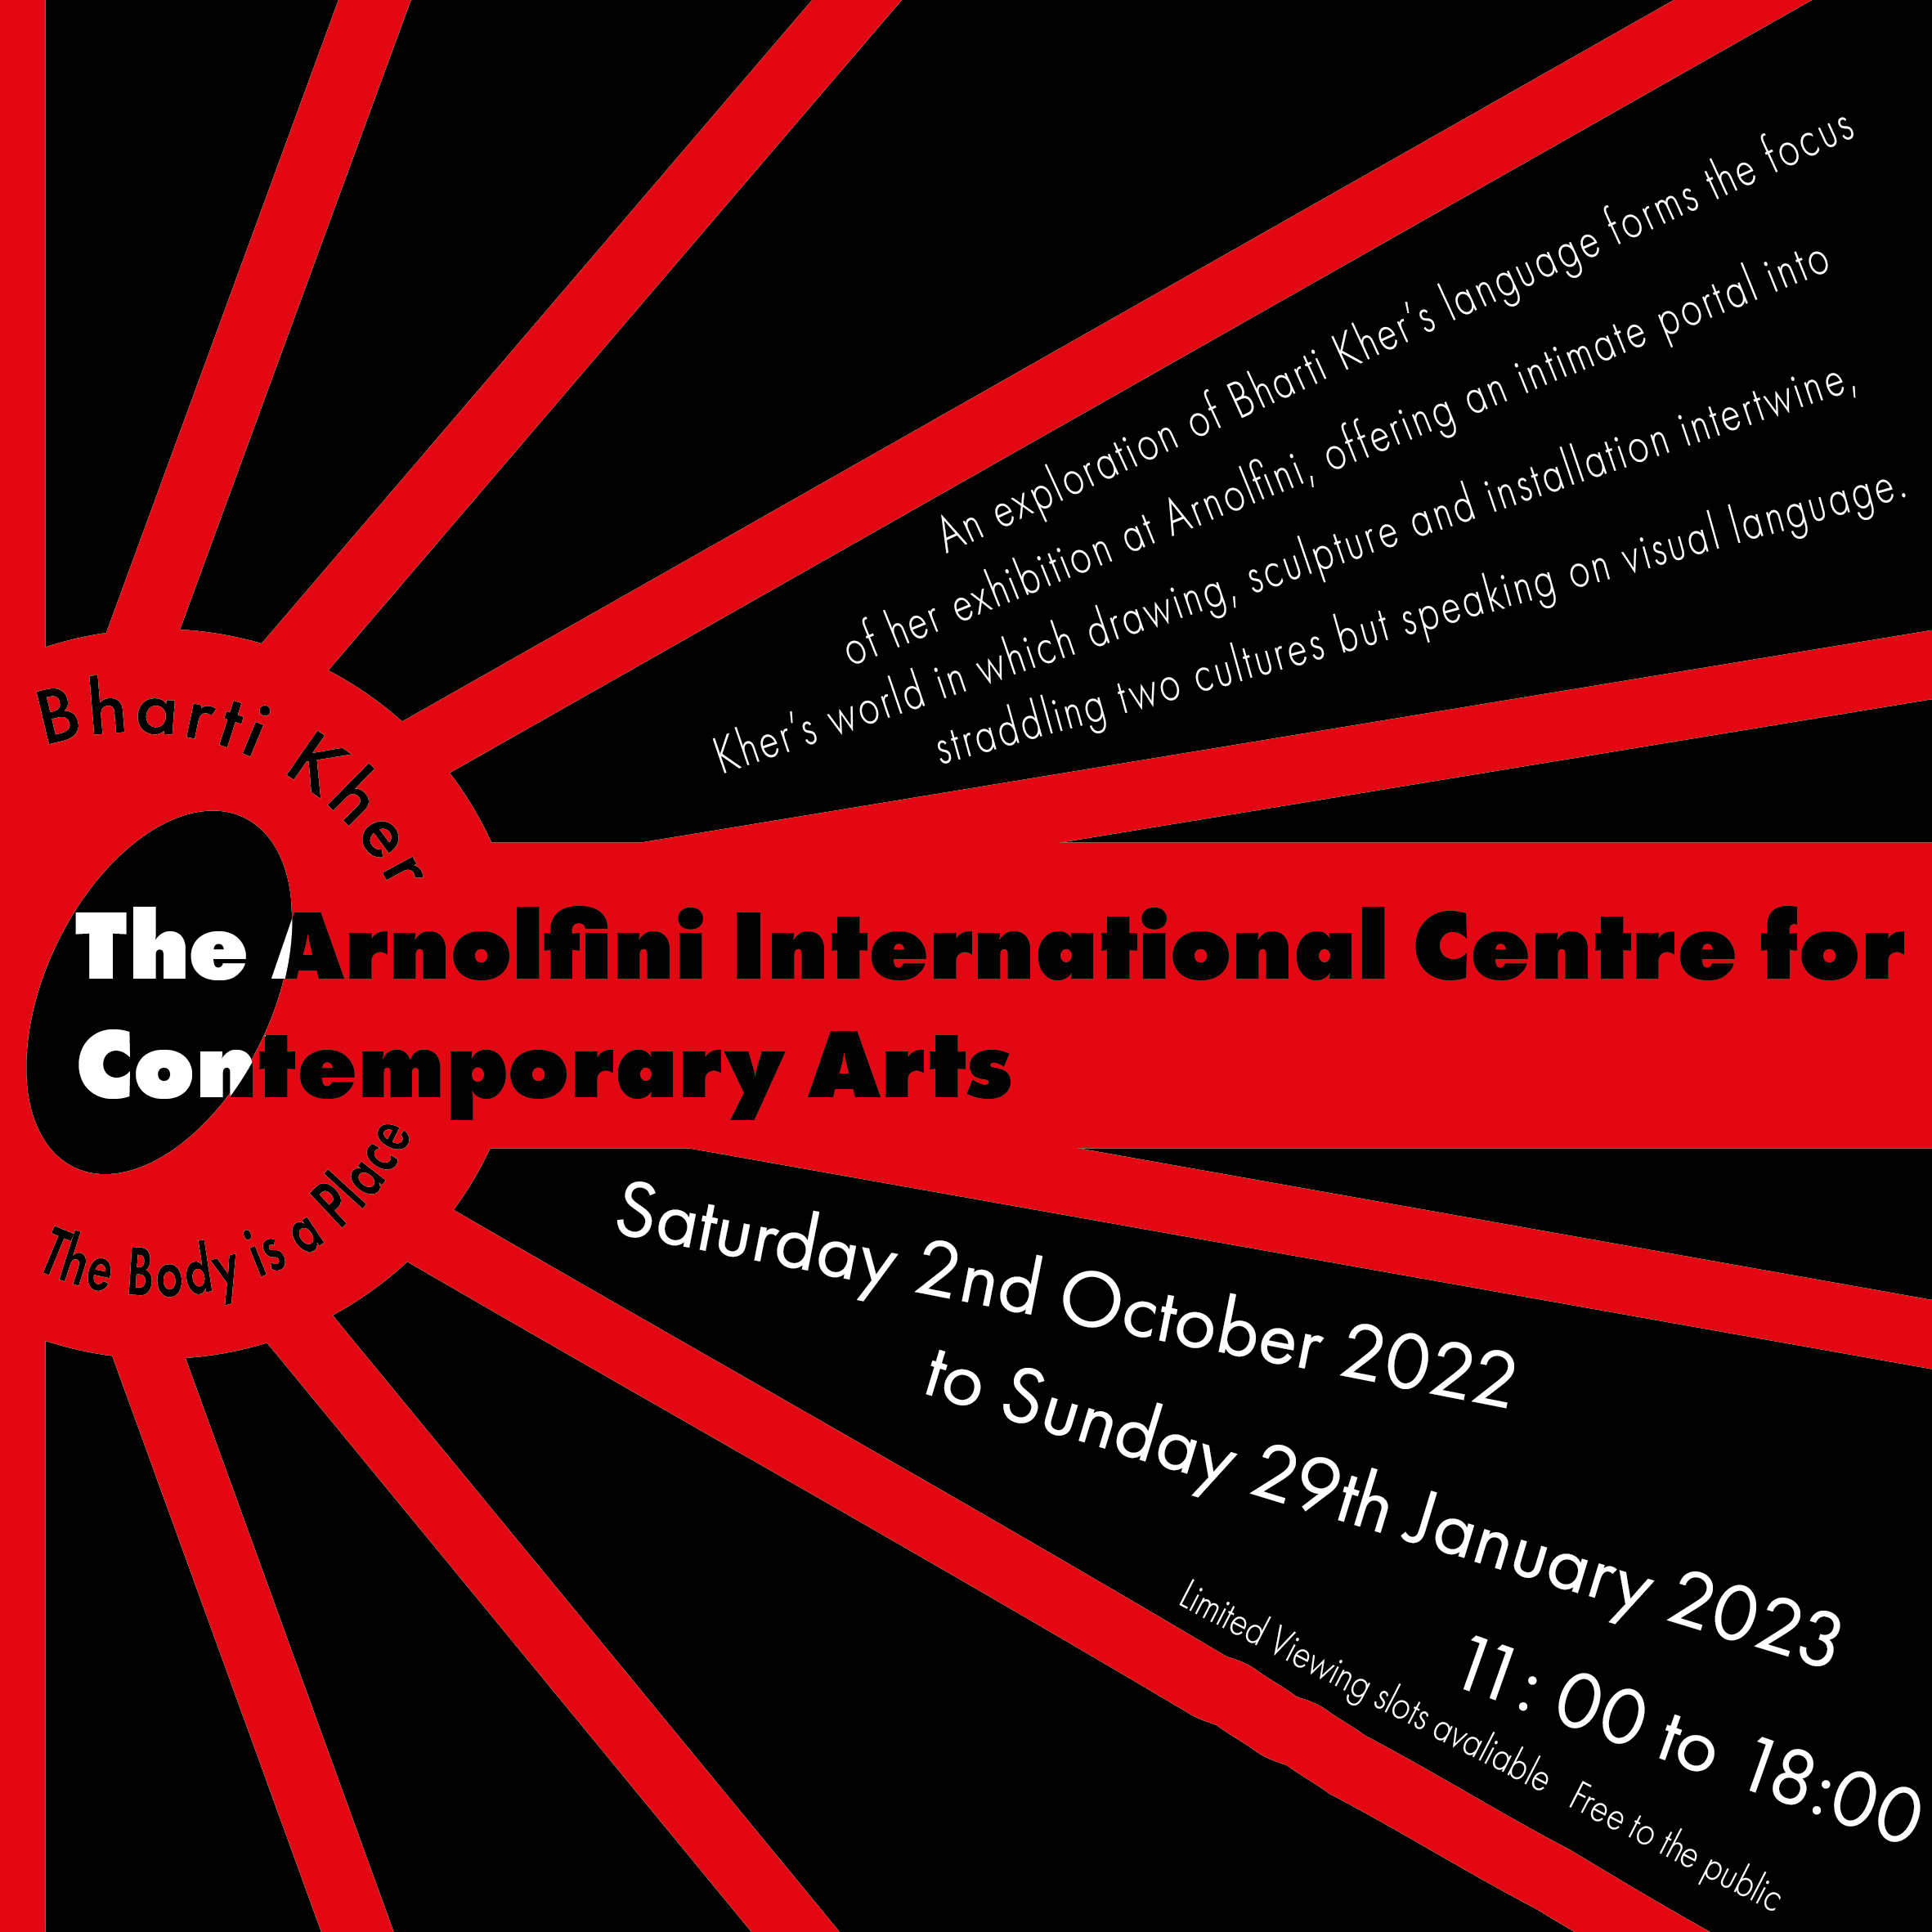 An exploration of Bharti Kher's language forms the focus
of her exhibition at Arnolfini, offering an intimate portal into
Kher's world in which drawing, sculpture and installation intertwine,
straddling two cultures but speaking on visual language.
Bharti Kher
The Arnolfini International Centre for
Contemporary Arts
The Body is a Place
Saturday 2nd October 2022
to Sunday 29th January 2023
11: 00 to 18:00
Limited Viewing slots avaliable Free to the public